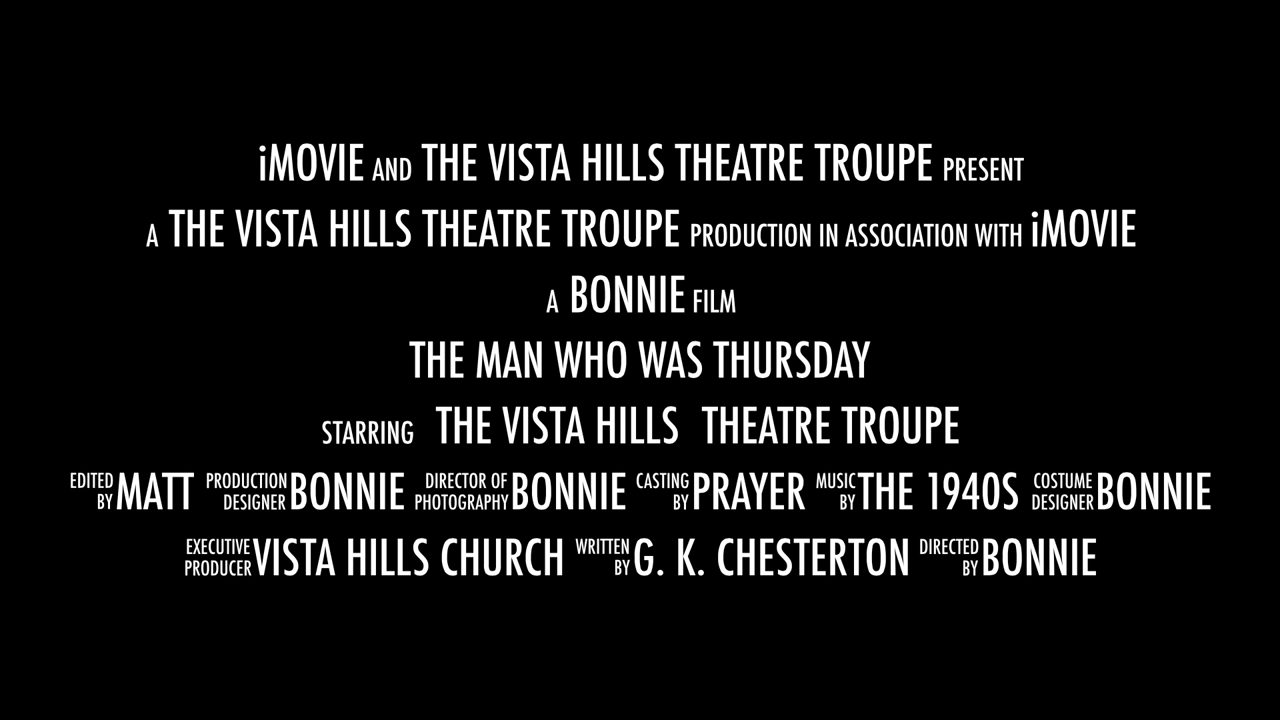 iMOVIE AND THE VISTA HILLS THEATRE TROUPE PRESENT
A THE VISTA HILLS THEATRE TROUPE PRODUCTION IN ASSOCIATION WITH iMOVIE
A BONNIE FILM
THE MAN WHO WAS THURSDAY
STARRING THE VISTA HILLS THEATRE TROUPE
EDITED BY MATT PRODUCTION DESIGNER BONNIE DIRECTOR OF PHOTOGRAPHY BONNIE CASTING BY PRAYER MUSIC BY THE 1940S COSTUME DESIGNER BONNIE
EXECUTIVE PRODUCER VISTA HILLS CHURCH WRITTEN BY G. K. CHESTERTON DIRECTED BY BONNIE